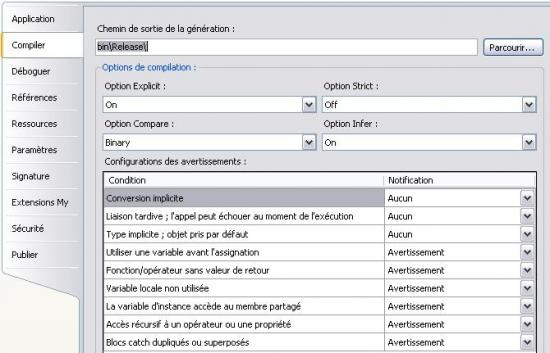 Application
Compiler
Déboguer
Références
Ressources
Paramètres
Signature
Extensions My
Sécurité
Publier
Chemin de sortie de la génération :
bin\Release\
Parcourir...
Options de compilation :
Option Explicit : Option Strict :
On Off
Option Compare : Option Infer :
Binary On
Configurations des avertissements :
Condition Notification
Conversion implicite Aucun
Liaison tardive ; l'appel peut échouer au moment de l'exécution Aucun
Type implicite ; objet pris par défaut Aucun
Utiliser une variable avant l'assignation Avertissement
Fonction/opérateur sans valeur de retour Avertissement
Variable locale non utilisée Avertissement
La variable d'instance accède au membre partagé Avertissement
Accès récursif à un opérateur ou une propriété Avertissement
Blocs catch dupliqués ou superposés Avertissement